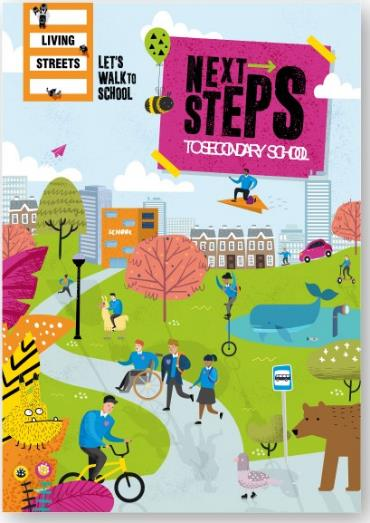 LIVING
STREETS
LET'S
WALK TO
SCHOOL
NEXT
STEPS
TO SECONDARY SCHOOL
SCHOOL